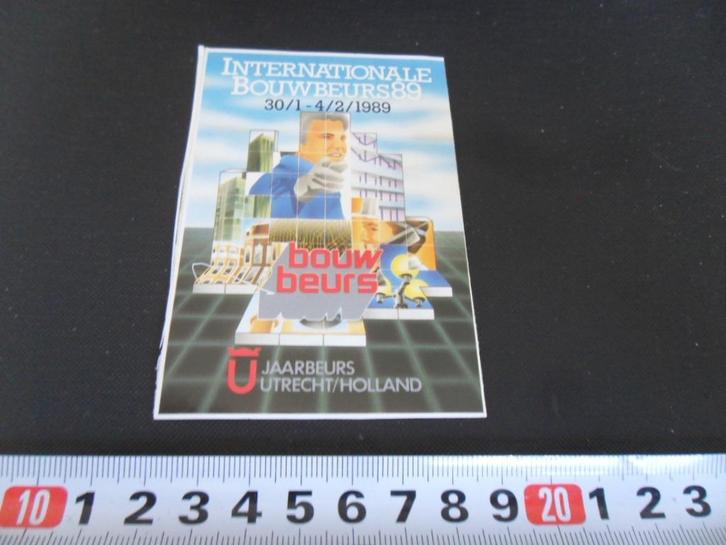 INTERNATIONALE
BOUWBEURS89
30/1-4/2/1989
bouw
beurs
JAARBEURS
UTRECHT/HOLLAND
10 1 2 3 4 5 6 7 8 9 20 1 2 3